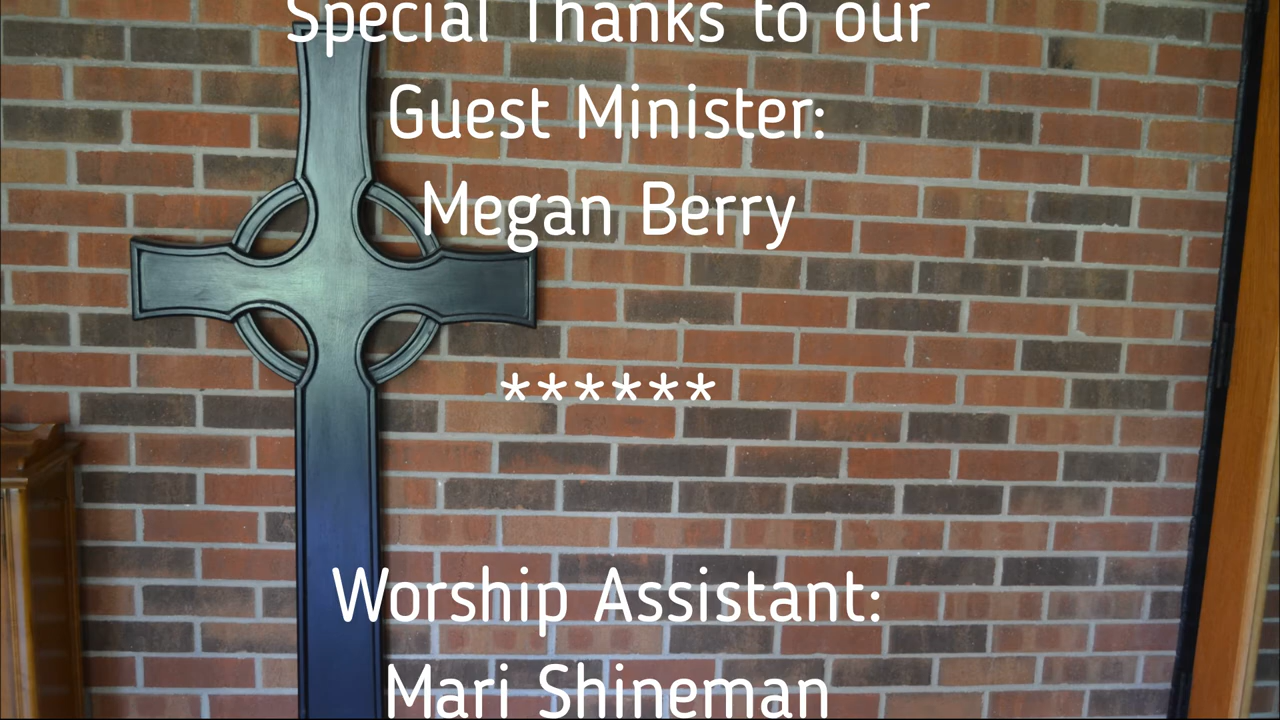 Special Thanks to our
Guest Minister:
Megan Berry
******
Worship Assistant:
Mari Shineman